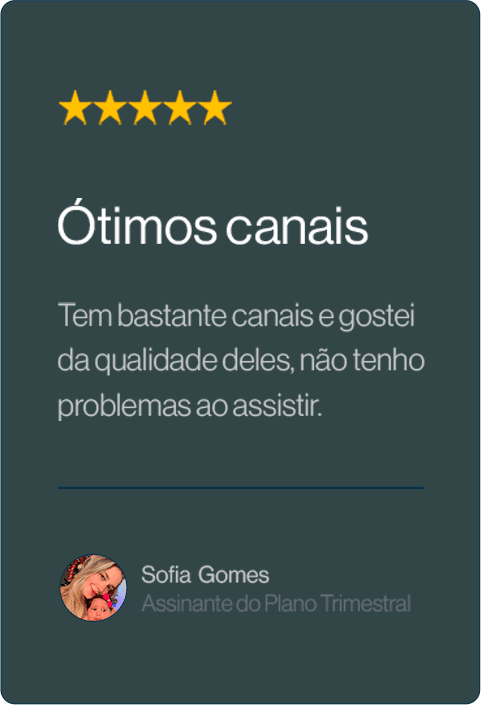 Ótimos canais
Tem bastante canais e gostei
da qualidade deles, não tenho
problemas ao assistir.
Sofia Gomes
Assinante do Plano Trimestral